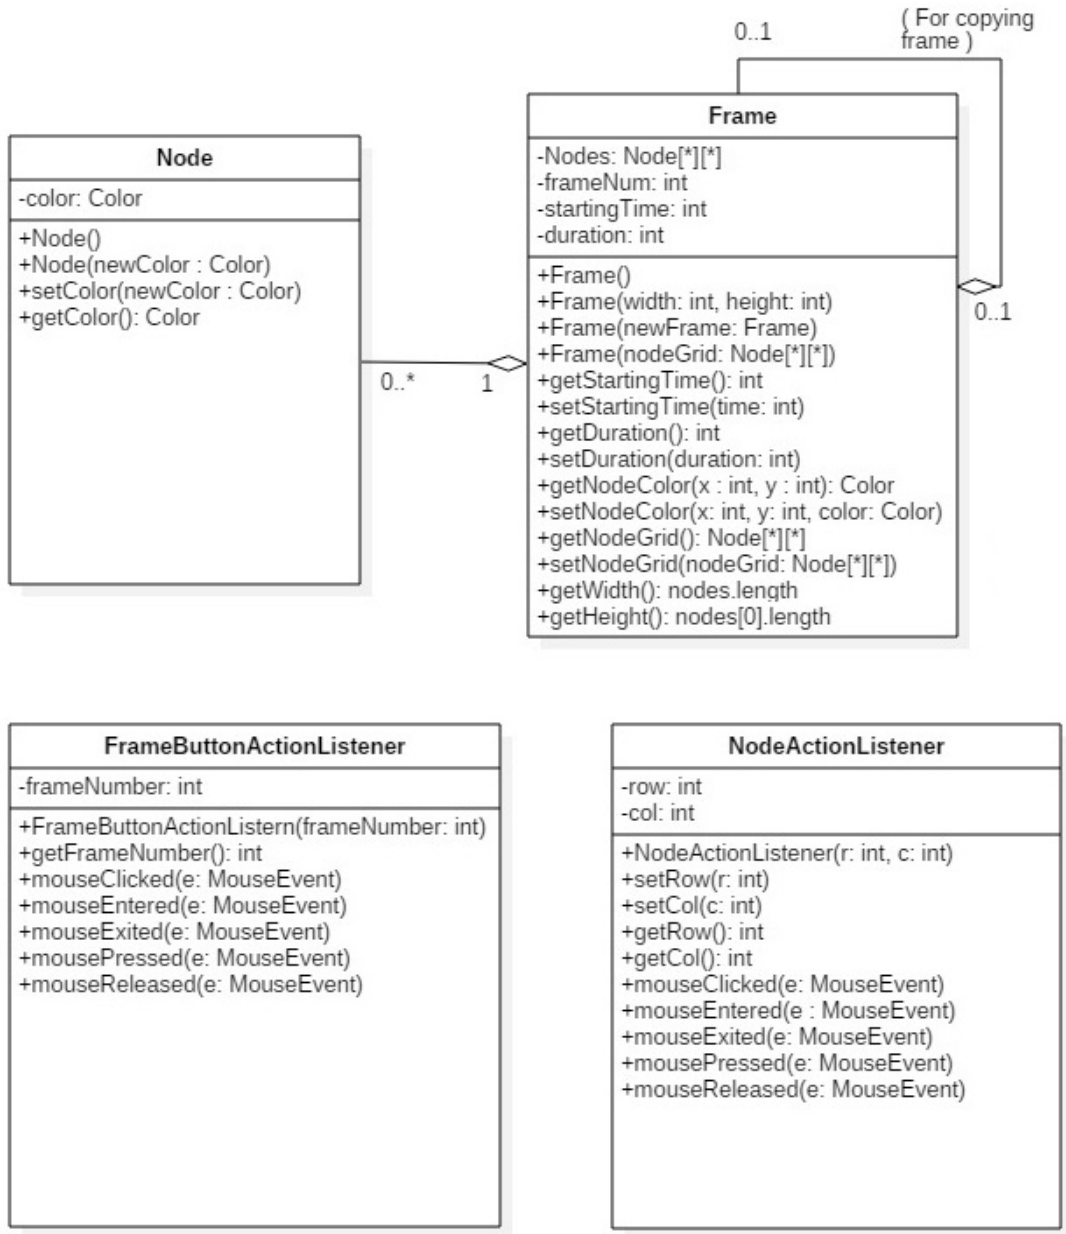 0..1
( For copying
frame )
Node
-color: Color
+Node()
+Node(newColor : Color)
+setColor(newColor : Color)
+getColor(): Color
0..*
1
Frame
-Nodes: Node[*][*]
-frameNum: int
-startingTime: int
-duration: int
+Frame()
+Frame(width: int, height: int)
+Frame(newFrame: Frame)
+Frame(nodeGrid: Node[*][*])
+getStartingTime(): int
+setStartingTime(time: int)
+getDuration(): int
+setDuration(duration: int)
+getNodeColor(x : int, y : int): Color
+setNodeColor(x: int, y: int, color: Color)
+getNodeGrid(): Node[*][*]
+setNodeGrid(nodeGrid: Node[*][*])
+getWidth(): nodes.length
+getHeight(): nodes[0].length
0..1
FrameButtonActionListener
-frameNumber: int
+FrameButtonActionListern(frameNumber: int)
+getFrameNumber(): int
+mouseClicked(e: MouseEvent)
+mouseEntered(e: MouseEvent)
+mouseExited(e: MouseEvent)
+mousePressed(e: MouseEvent)
+mouseReleased(e: MouseEvent)
NodeActionListener
-row: int
-col: int
+NodeActionListener(r: int, c: int)
+setRow(r: int)
+setCol(c: int)
+getRow(): int
+getCol(): int
+mouseClicked(e: MouseEvent)
+mouseEntered(e : MouseEvent)
+mouseExited(e: MouseEvent)
+mousePressed(e: MouseEvent)
+mouseReleased(e: MouseEvent)